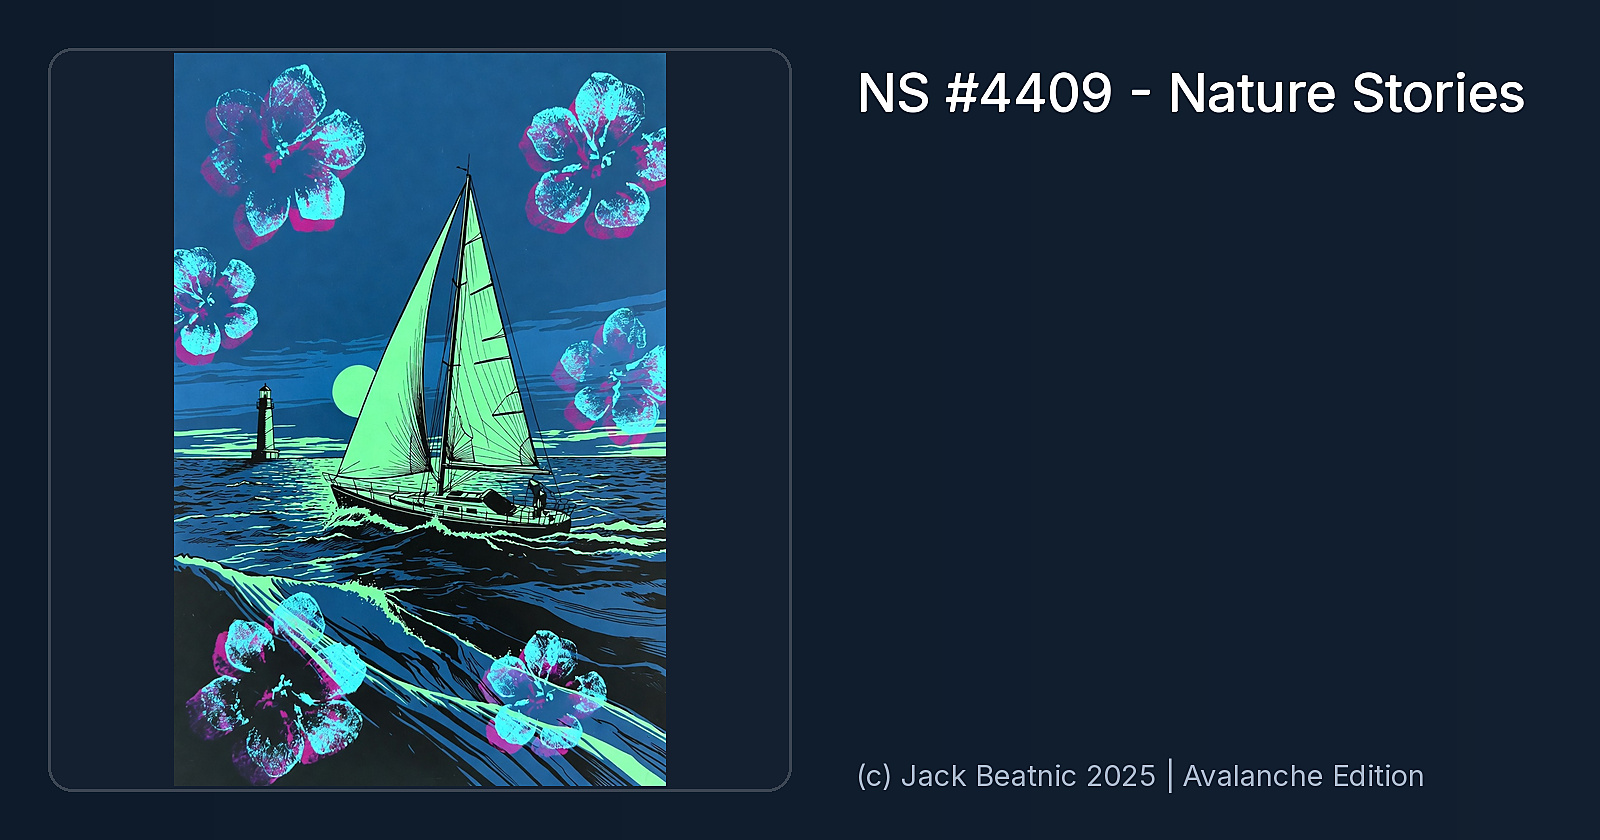 NS #4409 - Nature Stories
(c) Jack Beatnic 2025 | Avalanche Edition